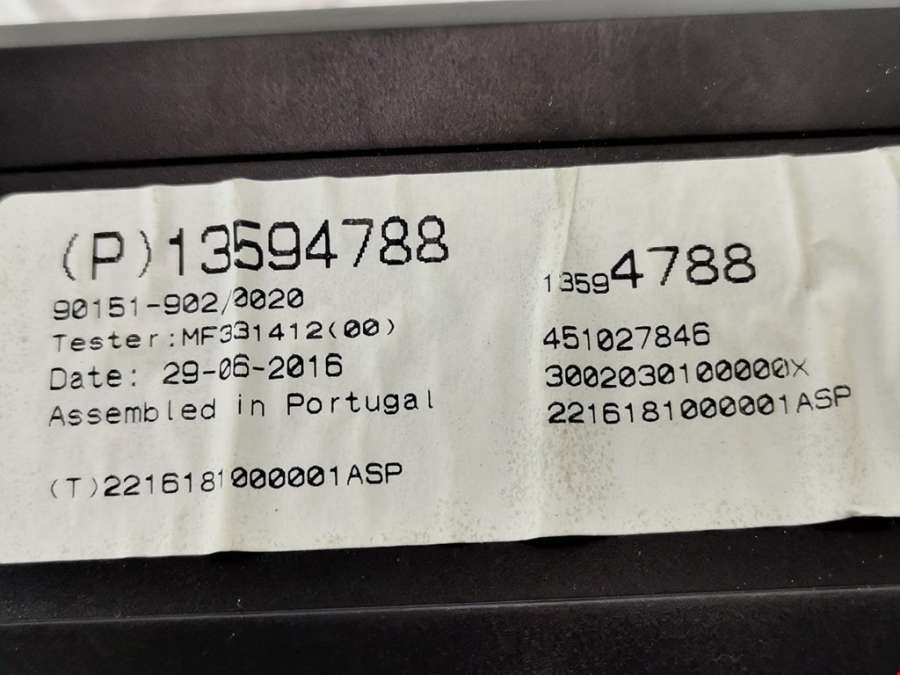 (P)13594788
90151-902/0020
Tester:MF331412(00)
Date: 29-06-2016
Assembled in Portugal
(T)2216181000001ASP
13594788
451027846
3002030100000X
2216181000001ASP